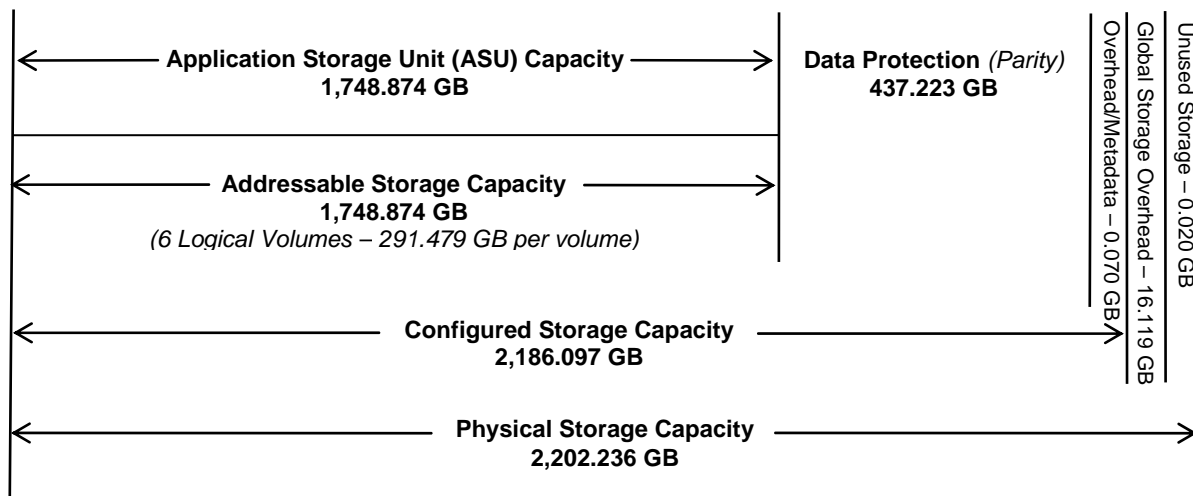 Application Storage Unit (ASU) Capacity
1,748.874 GB
Data Protection (Parity)
437.223 GB
Overhead/Metadata – 0.070 GB
Global Storage Overhead – 16.119 GB
Unused Storage – 0.020 GB
Addressable Storage Capacity
1,748.874 GB
(6 Logical Volumes – 291.479 GB per volume)
Configured Storage Capacity
2,186.097 GB
Physical Storage Capacity
2,202.236 GB